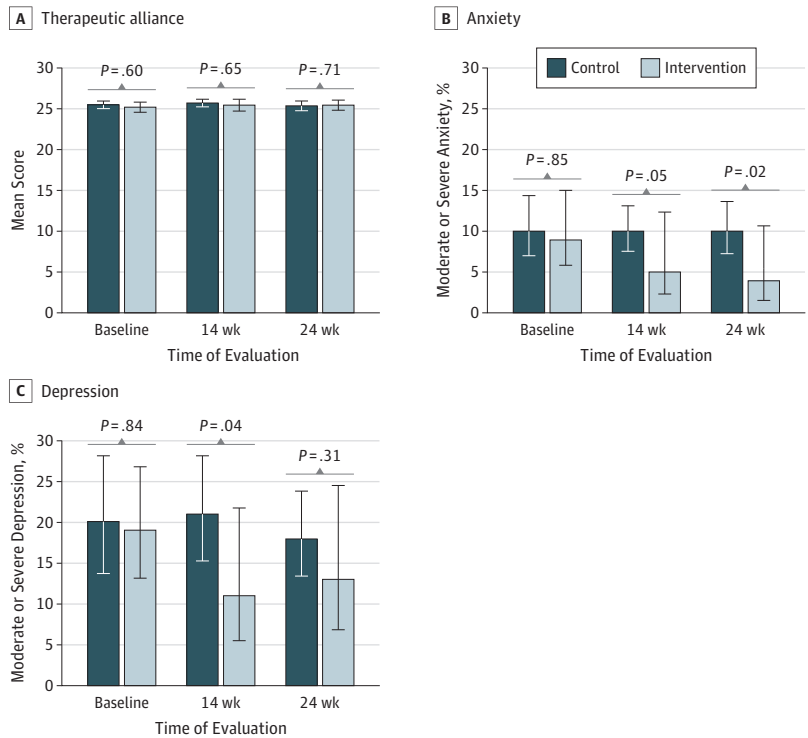 A Therapeutic alliance
P=.60
P=.65
P=.71
30
25
20
15
10
5
0
Mean Score
Baseline
14 wk
24 wk
Time of Evaluation
B Anxiety
Control
Intervention
P=.85
P=.05
P=.02
30
25
20
15
10
5
0
Moderate or Severe Anxiety, %
Baseline
14 wk
24 wk
Time of Evaluation
C Depression
P=.84
P=.04
P=.31
30
25
20
15
10
5
0
Moderate or Severe Depression, %
Baseline
14 wk
24 wk
Time of Evaluation